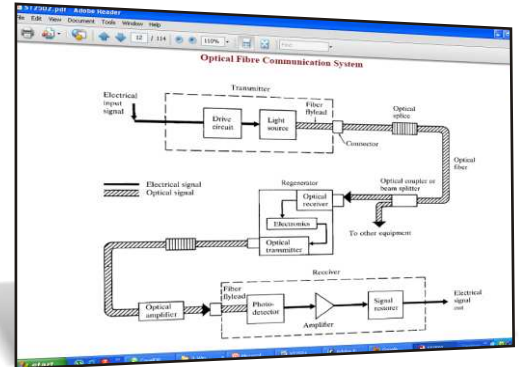 ST2502.pdf - Adobe Reader
File Edit View Document Tools Window Help
12 / 114
110%
Find
Optical Fibre Communication System
Transmitter
Electrical
input
signal
Drive
circuit
Light
source
Fiber
flylead
Connector
Optical
splice
Optical
fiber
Electrical signal
Optical signal
Regenerator
Optical
receiver
Electronics
Optical
transmitter
Optical coupler or
beam splitter
To other equipment
Receiver
Optical
amplifier
Fiber
flylead
Photo-
detector
Amplifier
Signal
restorer
Electrical
signal
out
start